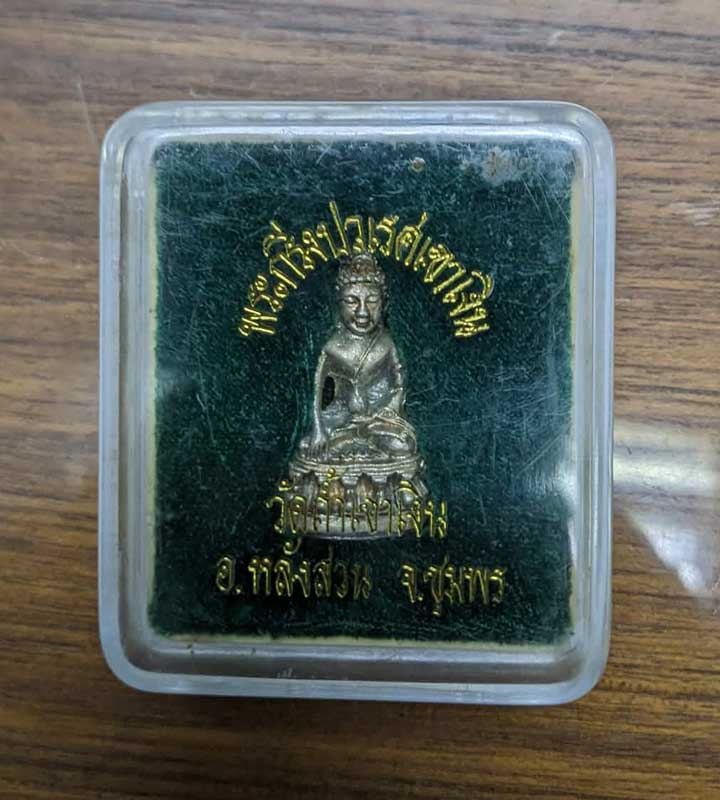 พระกริ่งปวเรศเขาเงิน
วัดถ้ำเขาเงิน
อ.หลังสวน จ.ชุมพร